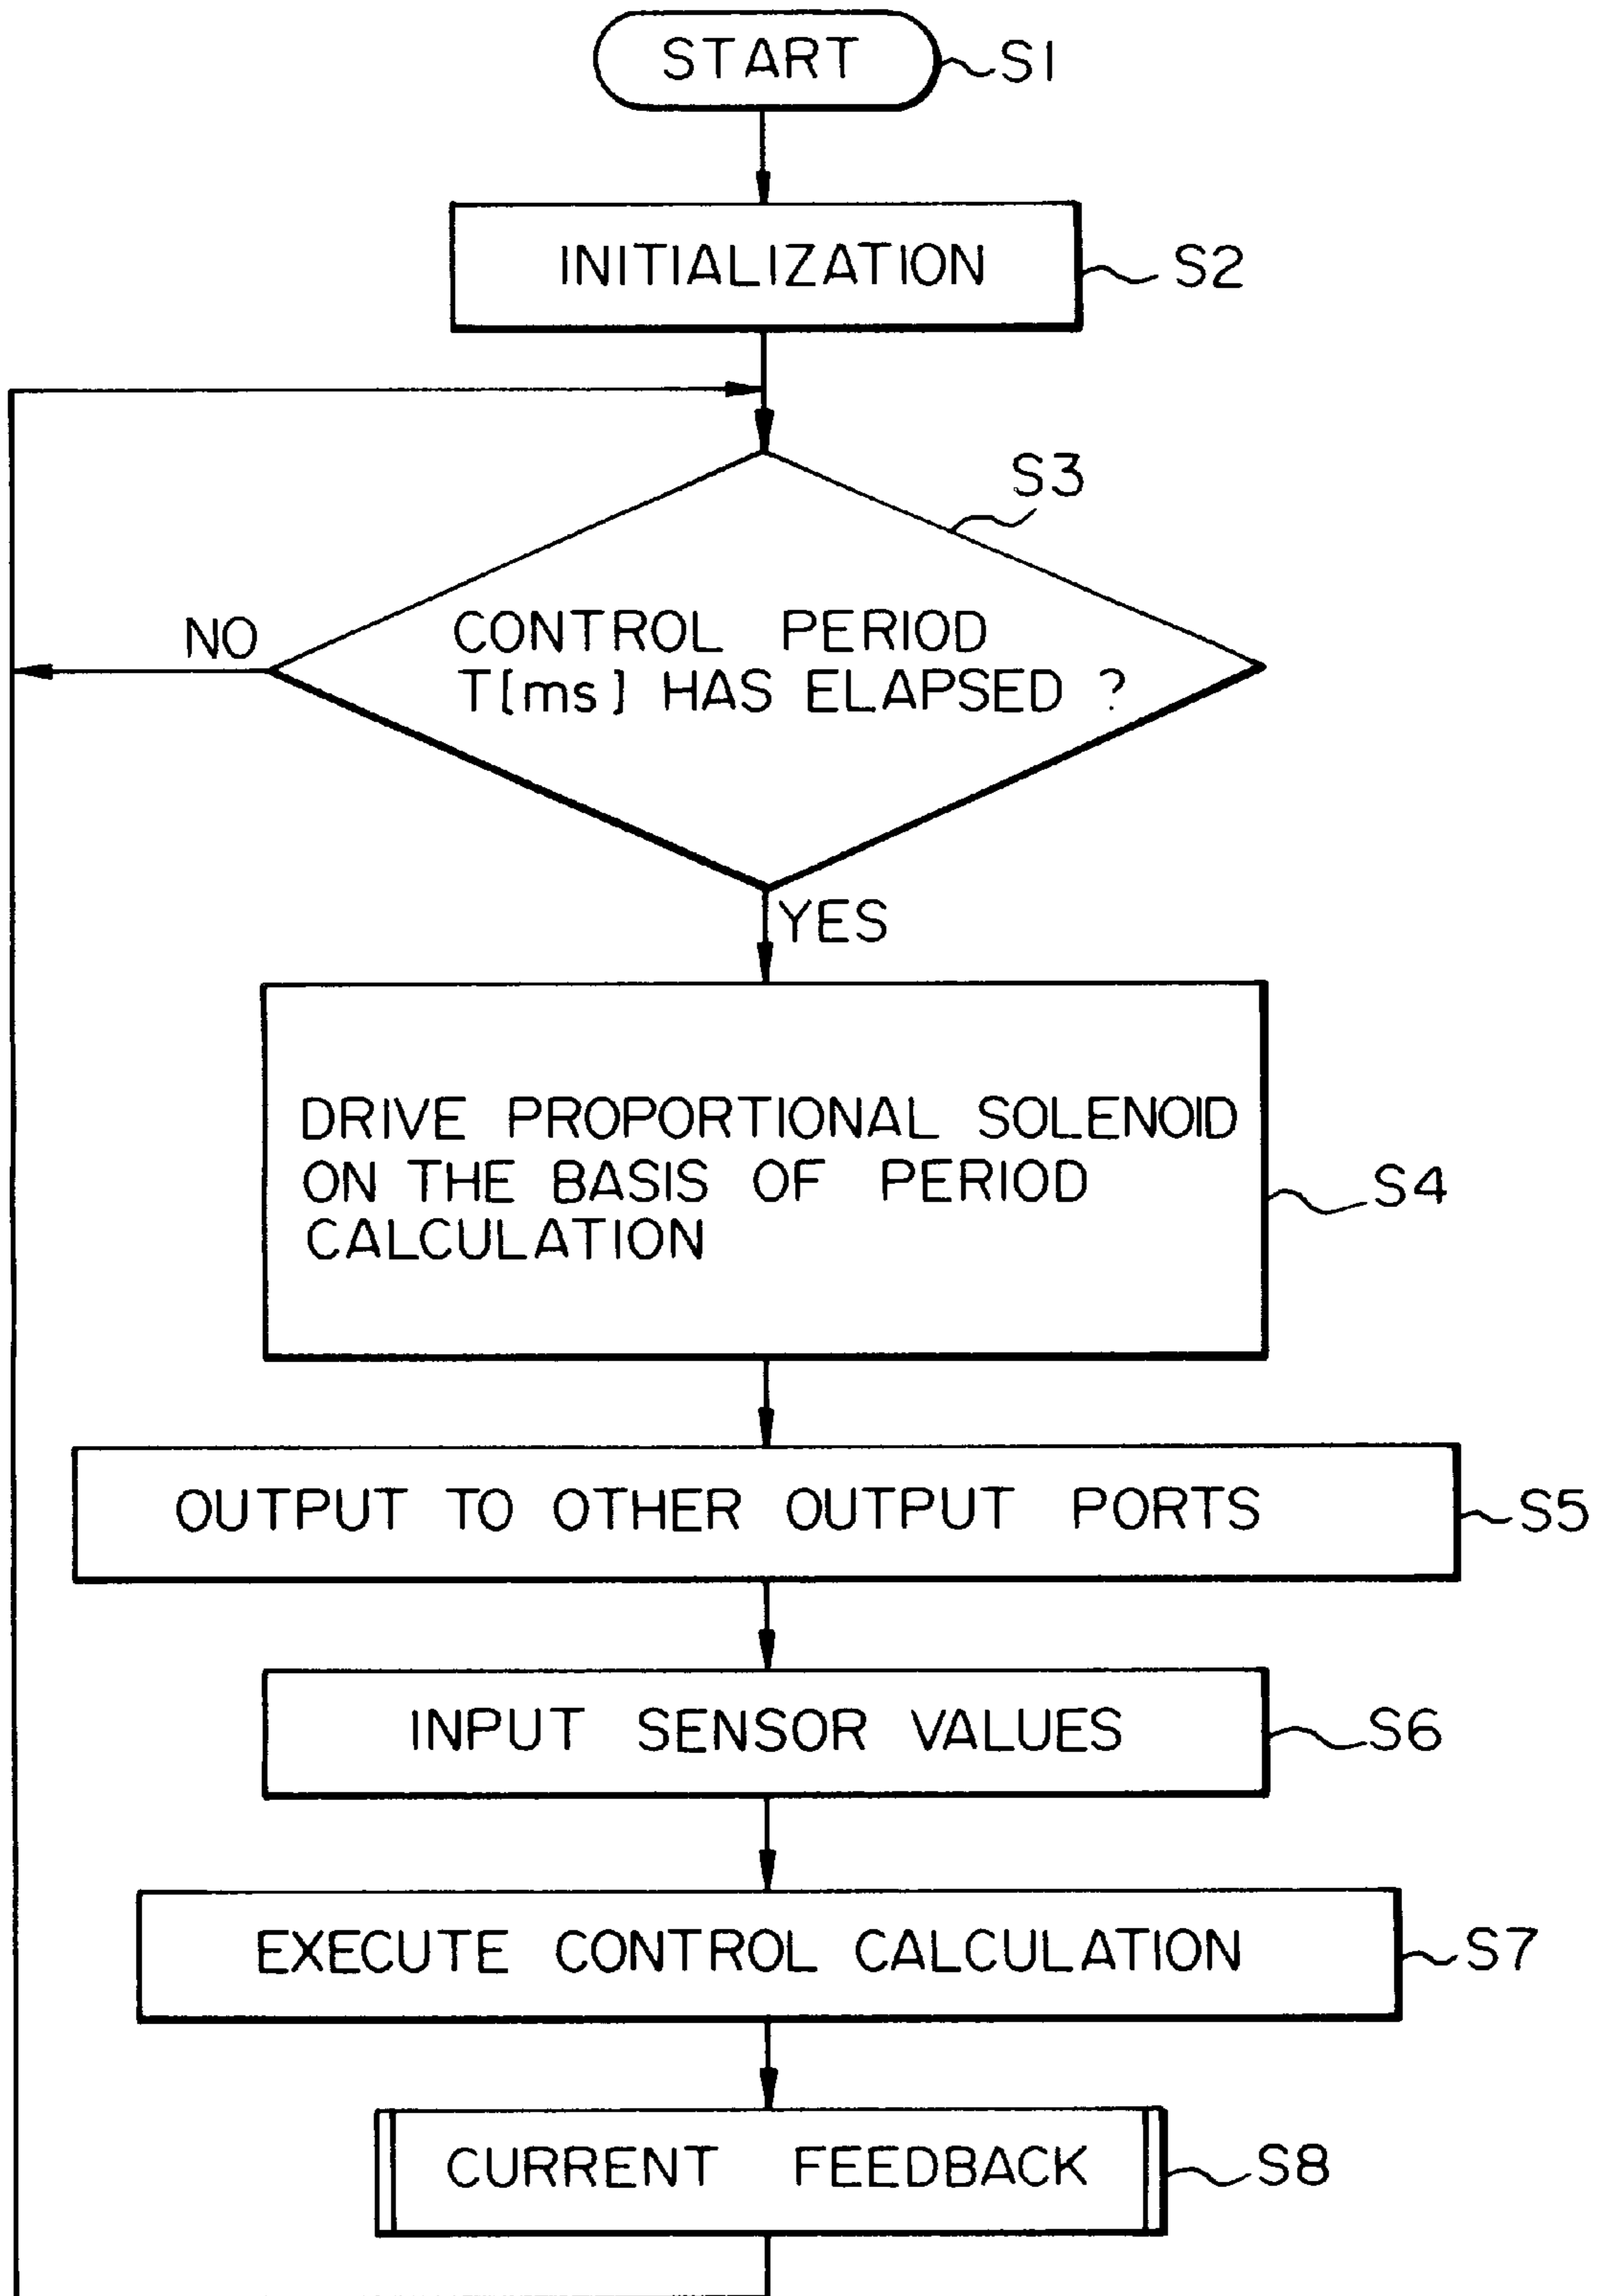 START S1
INITIALIZATION S2
S3
NO
CONTROL PERIOD
T[ms] HAS ELAPSED ?
YES
DRIVE PROPORTIONAL SOLENOID
ON THE BASIS OF PERIOD
CALCULATION
S4
OUTPUT TO OTHER OUTPUT PORTS S5
INPUT SENSOR VALUES S6
EXECUTE CONTROL CALCULATION S7
CURRENT FEEDBACK S8